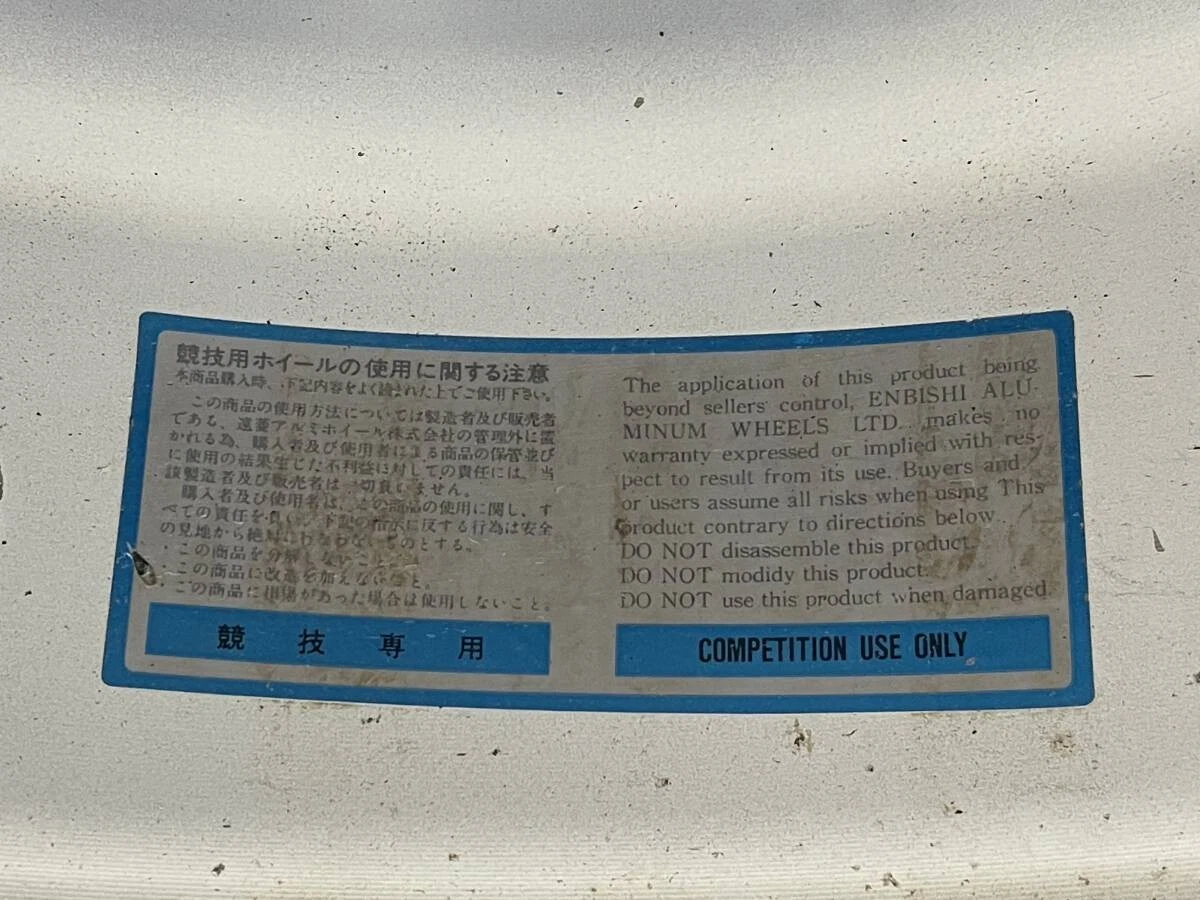 競技用ホイールの使用に関する注意
本商品購入時、下記内容をよく読まれた上でご使用下さい。
この商品の使用方法については製造者及び販売者
である、遠菱アルミホイール株式会社の管理外に置
かれる為、購入者及び使用者による商品の保管並び
に使用の結果生じた不利益に対しての責任には、当
該製造者及び販売者は一切負いません。
購入者及び使用者は、この商品の使用に関し、す
べての責任を負い、下記の指示に反する行為は安全
の見地から絶対に行なわないものとする。
・この商品を分解しないこと。
・この商品に改造を加えないこと。
・この商品に損傷があった場合は使用しないこと。
競技専用
The application of this product being
beyond sellers' control, ENBISHI ALU-
MINUM WHEELS LTD. makes no
warranty expressed or implied with res-
pect to result from its use. Buyers and
or users assume all risks when using This
product contrary to directions below.
DO NOT disassemble this product.
DO NOT modidy this product.
DO NOT use this product when damaged.
COMPETITION USE ONLY